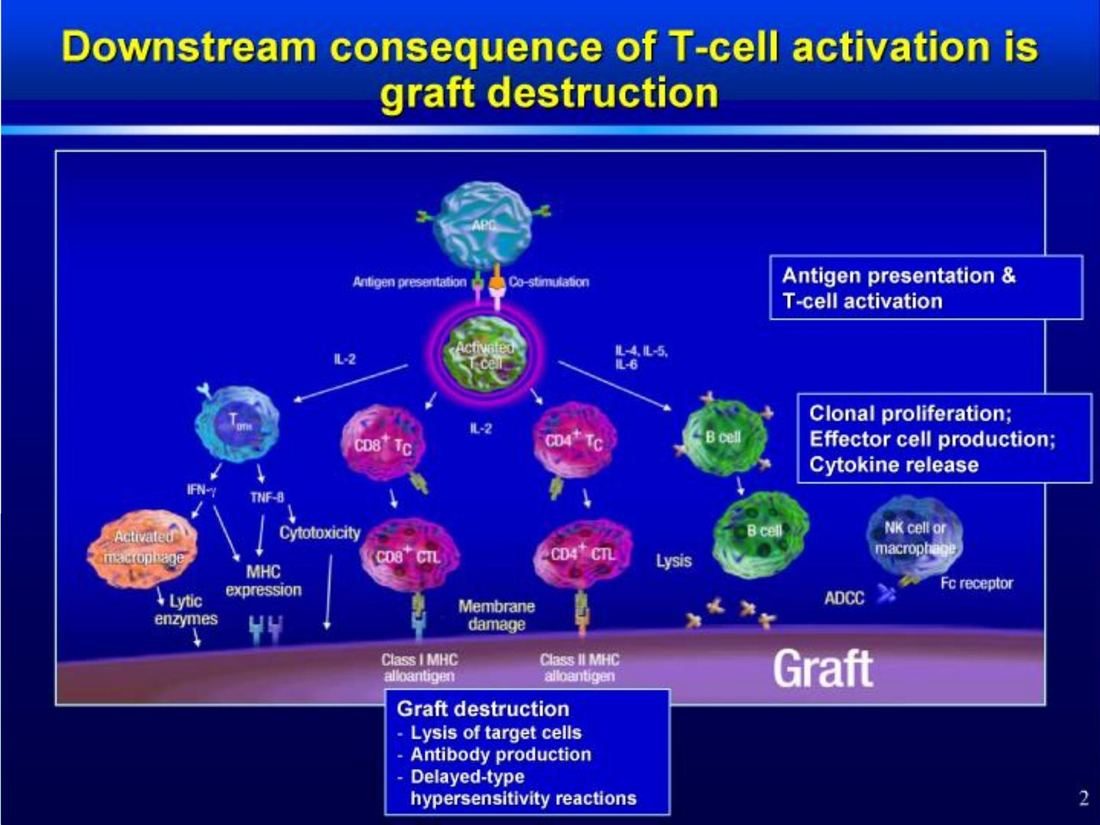 Downstream consequence of T-cell activation is
graft destruction
APC
Antigen presentation
Co-stimulation
Antigen presentation &
T-cell activation
Activated
T-cell
IL-2
IL-4, IL-5,
IL-6
IL-2
TDTH
CD8+ TC
CD4+ TC
B cell
Clonal proliferation;
Effector cell production;
Cytokine release
IFN-γ
TNF-β
Cytotoxicity
Activated
macrophage
MHC
expression
Lytic
enzymes
CD8+ CTL
CD4+ CTL
Membrane
damage
Lysis
B cell
NK cell or
macrophage
Fc receptor
ADCC
Class I MHC
alloantigen
Class II MHC
alloantigen
Graft
Graft destruction
- Lysis of target cells
- Antibody production
- Delayed-type
hypersensitivity reactions
2